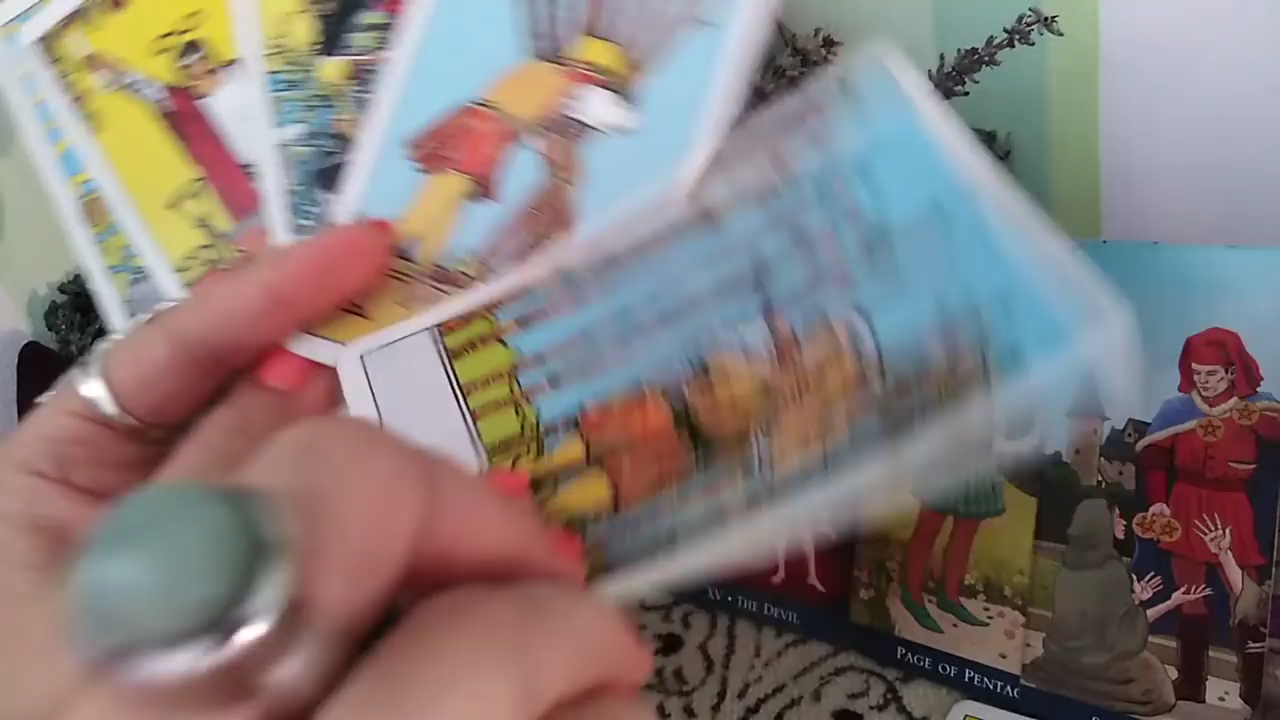 XV • THE DEVIL
PAGE OF PENTAC